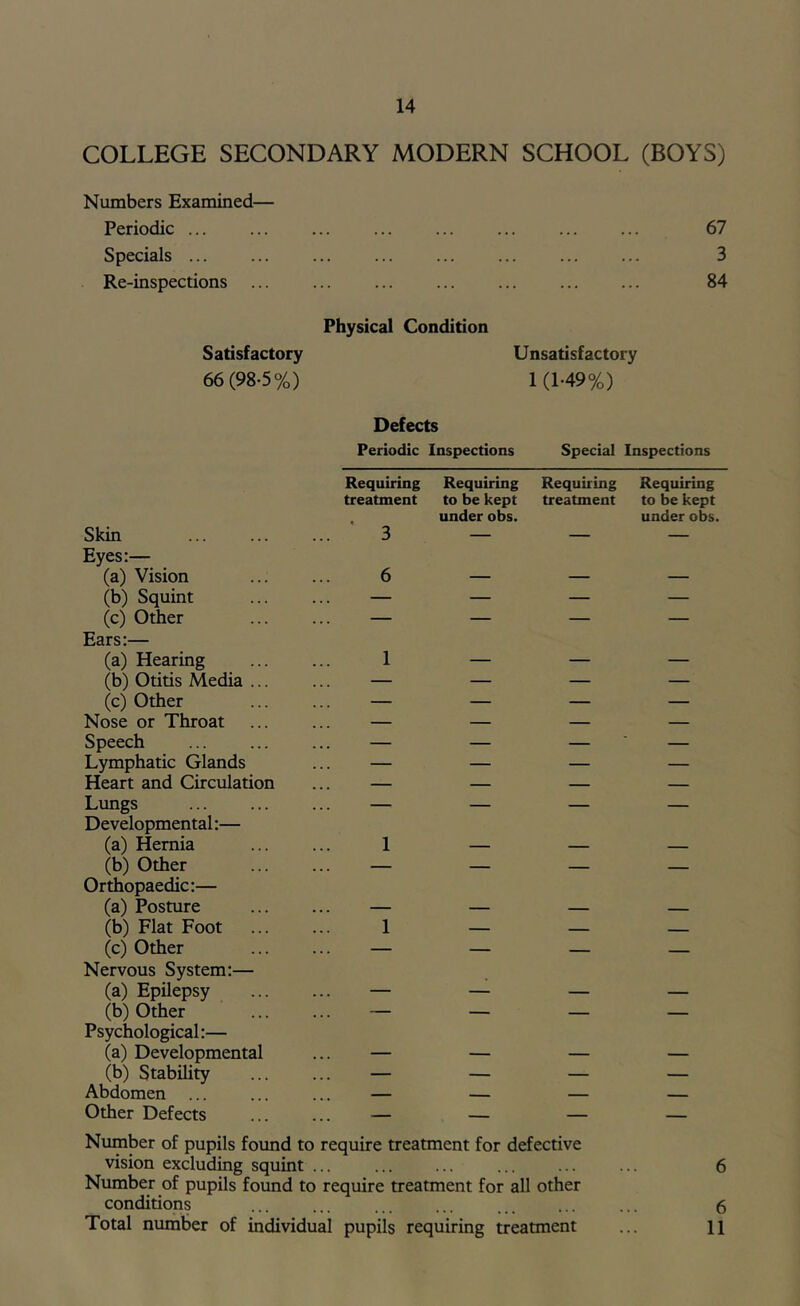 14
COLLEGE SECONDARY MODERN SCHOOL (BOYS)
Numbers Examined—
Periodic ... ... ... ... ... ... ... ... 67
Specials ... ... ... ... ... ... ... ... 3
Re-inspections ... ... ... ... ... ... ... 84
Physical Condition
Satisfactory Unsatisfactory
66 (98·5%) 1 (1·49%)
Defects
Periodic Inspections Special Inspections
Requiring Requiring Requiring Requiring
treatment to be kept treatment to be kept
under obs. under obs.
Skin ... ... ... 3 — — —
Eyes:—
(a) Vision ... ... 6 — — —
(b) Squint ... ... — — — —
(c) Other ... ... — — — —
Ears:—
(a) Hearing ... ... 1 — — —
(b) Otitis Media ... ... — — — —
(c) Other ... ... — — — —
Nose or Throat ... ... — — — —
Speech ... ... ... — — — —
Lymphatic Glands ... — — — —
Heart and Circulation ... — — — —
Lungs ... ... ... — — — —
Developmental:—
(a) Hernia ... ... 1 — — —
(b) Other ... ... — — — —
Orthopaedic:—
(a) Posture ... ... — — — —
(b) Flat Foot ... ... 1 — — —
(c) Other ... ... — — — —
Nervous System:—
(a) Epilepsy ... ... — — — —
(b) Other ... ... — — — —
Psychological:—
(a) Developmental ... — — — —
(b) Stability ... ... — — — —
Abdomen ... ... ... — — — —
Other Defects ... ... — — — —
Number of pupils found to require treatment for defective
vision excluding squint ... ... ... ... ... ... 6
Number of pupils found to require treatment for all other
conditions ... ... ... ... ... ... ... 6
Total number of individual pupils requiring treatment ... 11